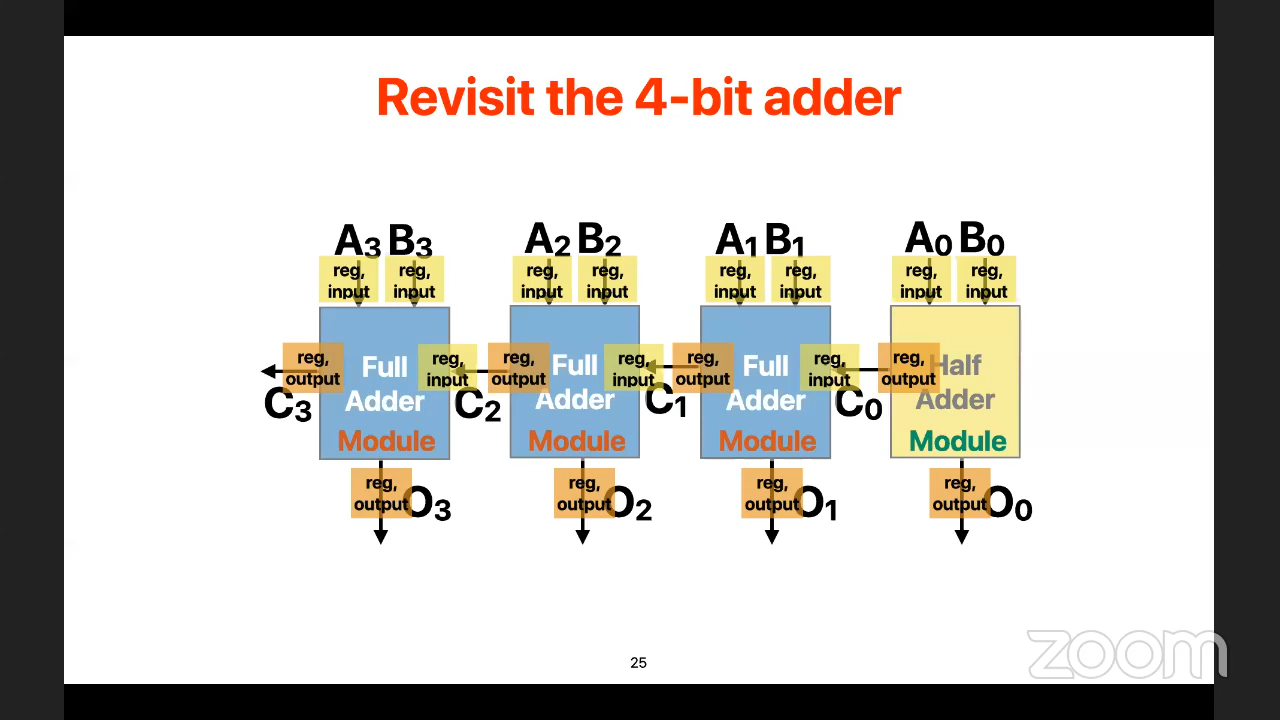 Revisit the 4-bit adder
A3 B3
A2 B2
A1 B1
A0 B0
reg, input
reg, input
reg, input
reg, input
reg, input
reg, input
reg, input
reg, input
reg, output
Full Adder
Module
reg, input
reg, output
Full Adder
Module
reg, input
reg, output
Full Adder
Module
reg, input
reg, output
Half Adder
Module
C3
C2
C1
C0
reg, output
O3
reg, output
O2
reg, output
O1
reg, output
O0
25
zoom